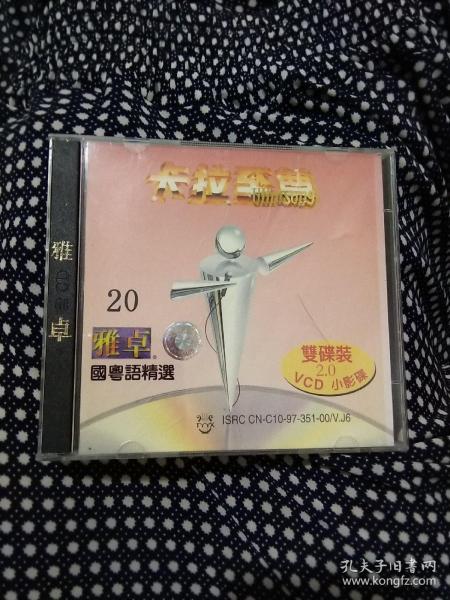 卡拉至尊
20
雅卓®
國粵語精選
雙碟裝
2.0
VCD 小影碟
ISRC CN-C10-97-351-00/V.J6
雅
卓
孔夫子旧书网
www.kongfz.com